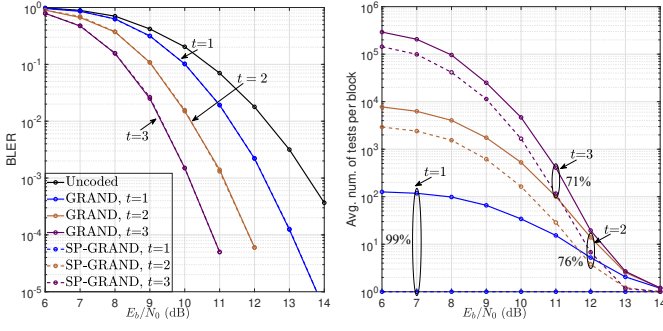 10^0
10^-1
10^-2
10^-3
10^-4
10^-5
BLER
6 7 8 9 10 11 12 13 14
E_b/N_0 (dB)
t=1
t = 2
t=3
Uncoded
GRAND, t=1
GRAND, t=2
GRAND, t=3
SP-GRAND, t=1
SP-GRAND, t=2
SP-GRAND, t=3
10^6
10^5
10^4
10^3
10^2
10^1
10^0
Avg. num. of tests per block
6 7 8 9 10 11 12 13 14
E_b/N_0 (dB)
t=1
99%
t=3
71%
t=2
76%